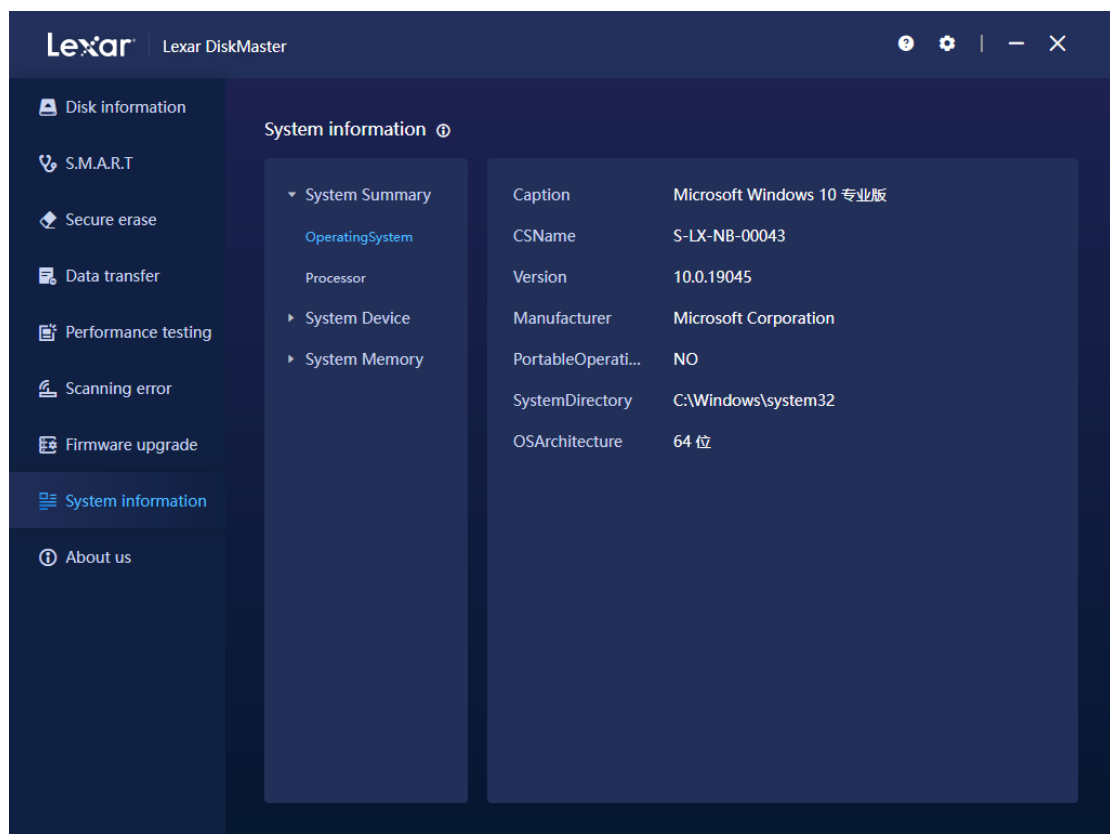 Lexar Lexar DiskMaster
Disk information
S.M.A.R.T
Secure erase
Data transfer
Performance testing
Scanning error
Firmware upgrade
System information
About us
System information
System Summary
OperatingSystem
Processor
System Device
System Memory
Caption Microsoft Windows 10 专业版
CSName S-LX-NB-00043
Version 10.0.19045
Manufacturer Microsoft Corporation
PortableOperati... NO
SystemDirectory C:\Windows\system32
OSArchitecture 64 位